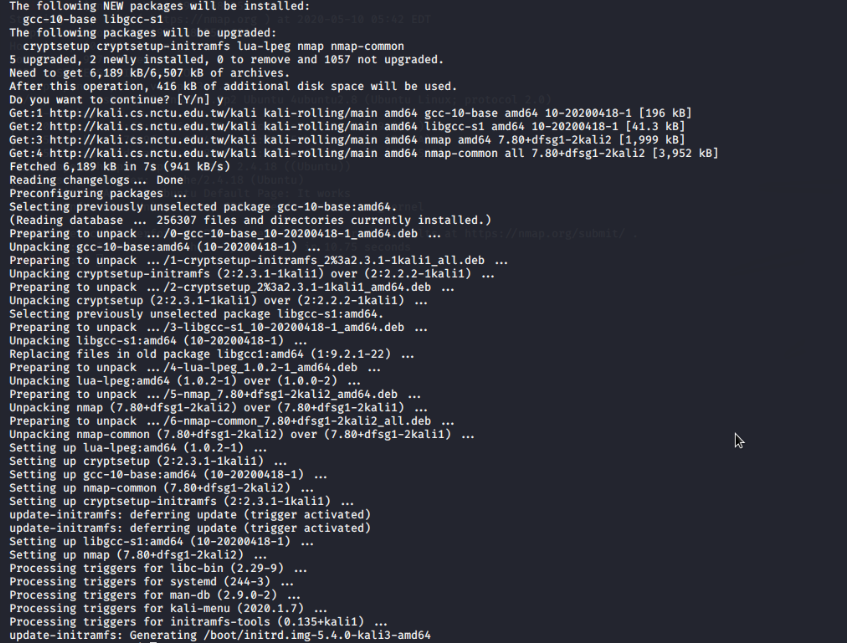 The following NEW packages will be installed:
gcc-10-base libgcc-s1
The following packages will be upgraded:
cryptsetup cryptsetup-initramfs lua-lpeg nmap nmap-common
5 upgraded, 2 newly installed, 0 to remove and 1057 not upgraded.
Need to get 6,189 kB/6,507 kB of archives.
After this operation, 416 kB of additional disk space will be used.
Do you want to continue? [Y/n] y
Get:1 http://kali.cs.nctu.edu.tw/kali kali-rolling/main amd64 gcc-10-base amd64 10-20200418-1 [196 kB]
Get:2 http://kali.cs.nctu.edu.tw/kali kali-rolling/main amd64 libgcc-s1 amd64 10-20200418-1 [41.3 kB]
Get:3 http://kali.cs.nctu.edu.tw/kali kali-rolling/main amd64 nmap amd64 7.80+dfsg1-2kali2 [1,999 kB]
Get:4 http://kali.cs.nctu.edu.tw/kali kali-rolling/main amd64 nmap-common all 7.80+dfsg1-2kali2 [3,952 kB]
Fetched 6,189 kB in 7s (941 kB/s)
Reading changelogs... Done
Preconfiguring packages ...
Selecting previously unselected package gcc-10-base:amd64.
(Reading database ... 256307 files and directories currently installed.)
Preparing to unpack .../0-gcc-10-base_10-20200418-1_amd64.deb ...
Unpacking gcc-10-base:amd64 (10-20200418-1) ...
Preparing to unpack .../1-cryptsetup-initramfs_2%3a2.3.1-1kali1_all.deb ...
Unpacking cryptsetup-initramfs (2:2.3.1-1kali1) over (2:2.2.2-1kali1) ...
Preparing to unpack .../2-cryptsetup_2%3a2.3.1-1kali1_amd64.deb ...
Unpacking cryptsetup (2:2.3.1-1kali1) over (2:2.2.2-1kali1) ...
Selecting previously unselected package libgcc-s1:amd64.
Preparing to unpack .../3-libgcc-s1_10-20200418-1_amd64.deb ...
Unpacking libgcc-s1:amd64 (10-20200418-1) ...
Replacing files in old package libgcc1:amd64 (1:9.2.1-22) ...
Preparing to unpack .../4-lua-lpeg_1.0.2-1_amd64.deb ...
Unpacking lua-lpeg:amd64 (1.0.2-1) over (1.0.0-2) ...
Preparing to unpack .../5-nmap_7.80+dfsg1-2kali2_amd64.deb ...
Unpacking nmap (7.80+dfsg1-2kali2) over (7.80+dfsg1-2kali1) ...
Preparing to unpack .../6-nmap-common_7.80+dfsg1-2kali2_all.deb ...
Unpacking nmap-common (7.80+dfsg1-2kali2) over (7.80+dfsg1-2kali1) ...
Setting up lua-lpeg:amd64 (1.0.2-1) ...
Setting up cryptsetup (2:2.3.1-1kali1) ...
Setting up gcc-10-base:amd64 (10-20200418-1) ...
Setting up nmap-common (7.80+dfsg1-2kali2) ...
Setting up cryptsetup-initramfs (2:2.3.1-1kali1) ...
update-initramfs: deferring update (trigger activated)
update-initramfs: deferring update (trigger activated)
Setting up libgcc-s1:amd64 (10-20200418-1) ...
Setting up nmap (7.80+dfsg1-2kali2) ...
Processing triggers for libc-bin (2.29-9) ...
Processing triggers for systemd (244-3) ...
Processing triggers for man-db (2.9.0-2) ...
Processing triggers for kali-menu (2020.1.7) ...
Processing triggers for initramfs-tools (0.135+kali1) ...
update-initramfs: Generating /boot/initrd.img-5.4.0-kali3-amd64